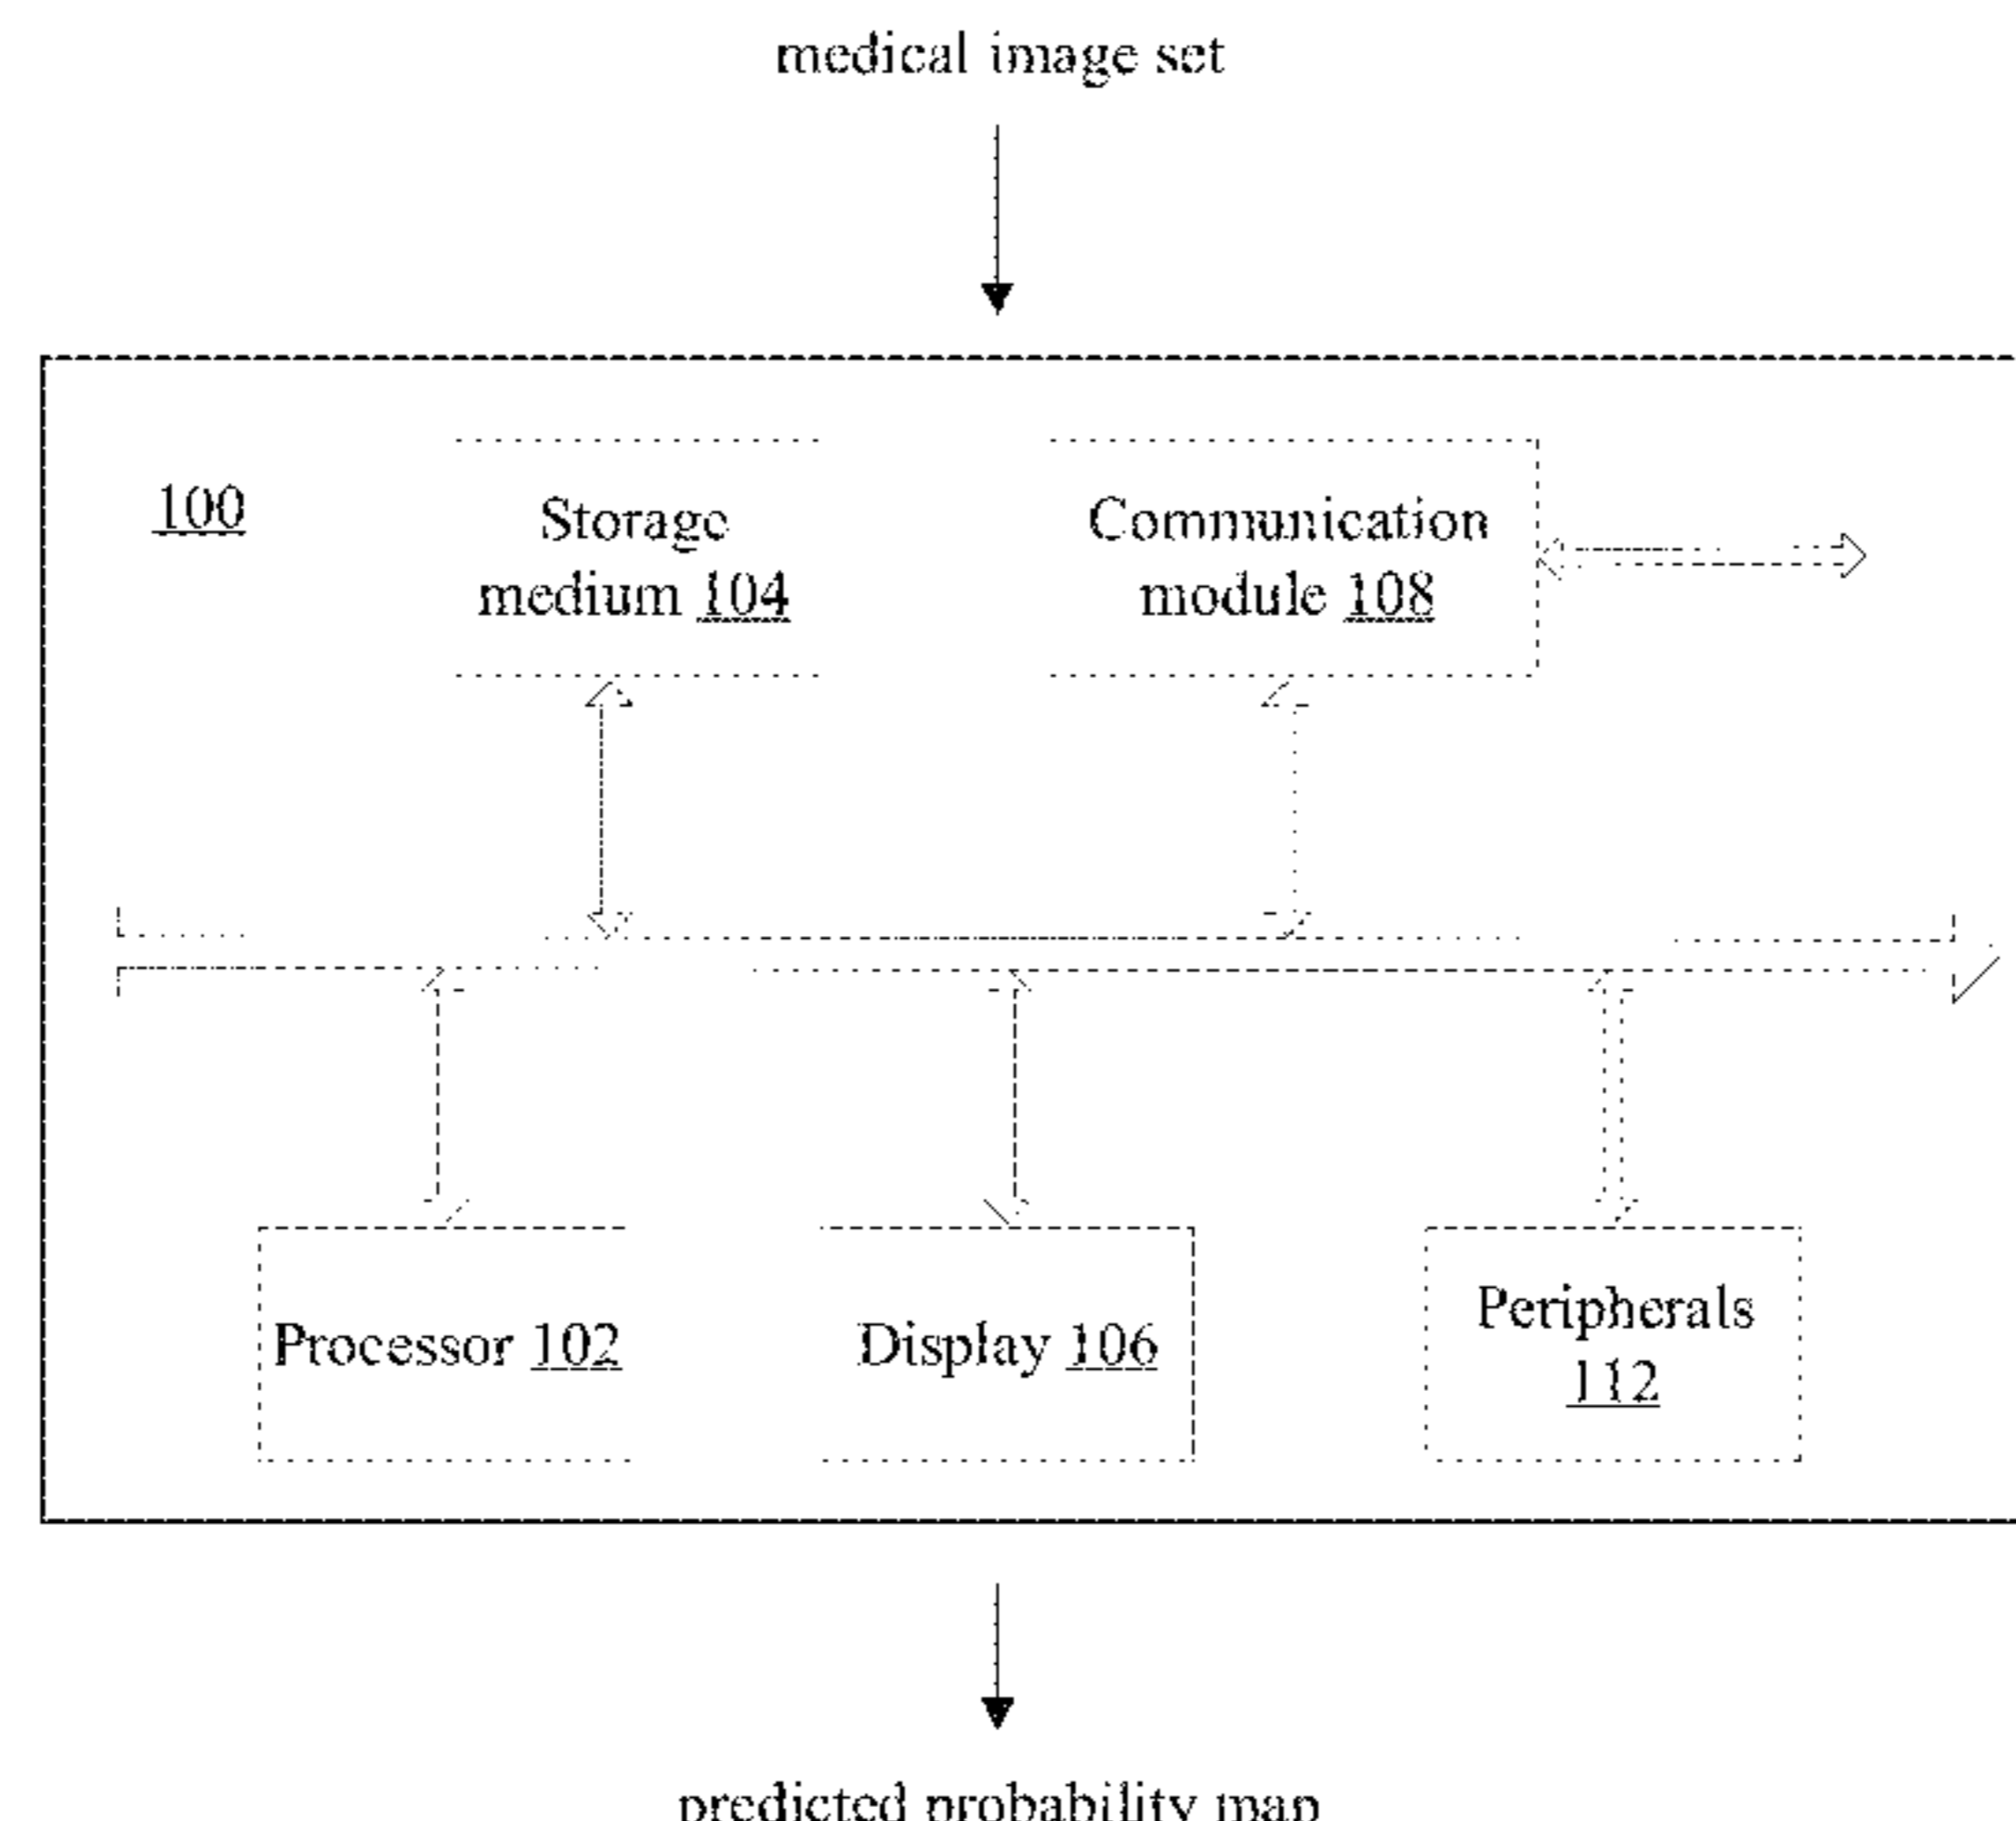 medical image set
100
Storage
medium 104
Communication
module 108
Processor 102
Display 106
Peripherals
112
predicted probability map